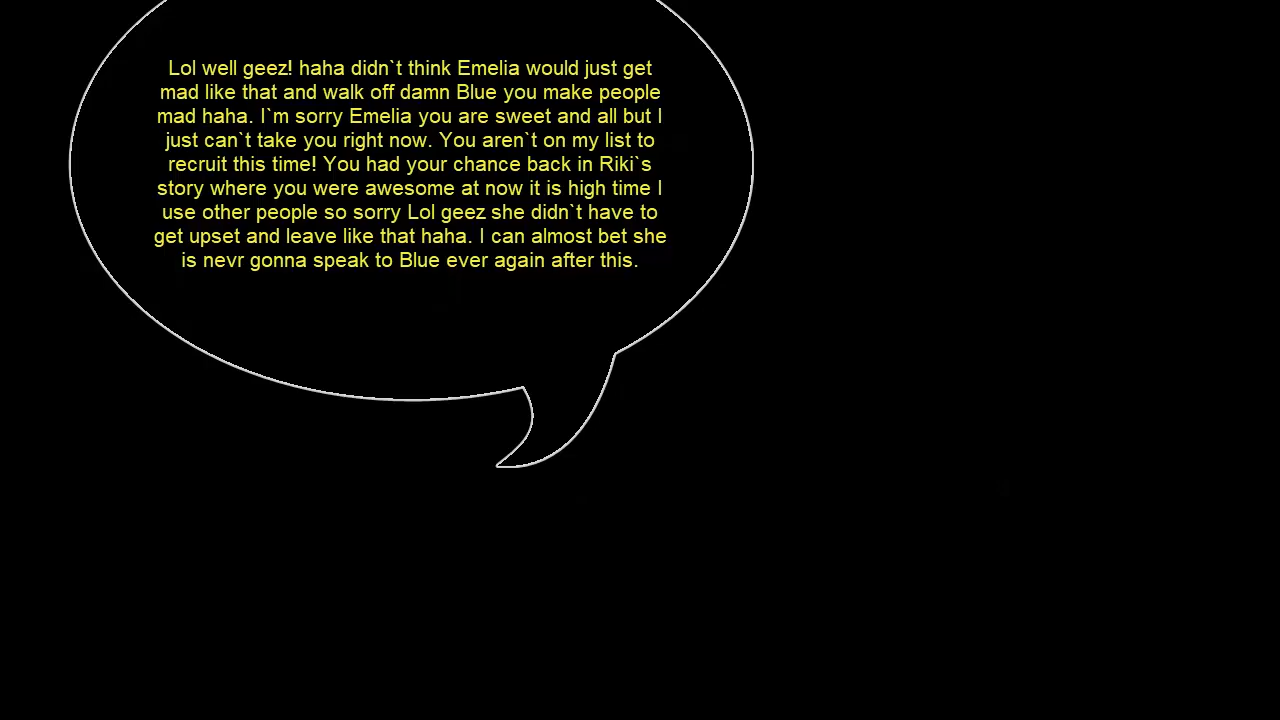 Lol well geez! haha didn`t think Emelia would just get
mad like that and walk off damn Blue you make people
mad haha. I`m sorry Emelia you are sweet and all but I
just can`t take you right now. You aren`t on my list to
recruit this time! You had your chance back in Riki`s
story where you were awesome at now it is high time I
use other people so sorry Lol geez she didn`t have to
get upset and leave like that haha. I can almost bet she
is nevr gonna speak to Blue ever again after this.